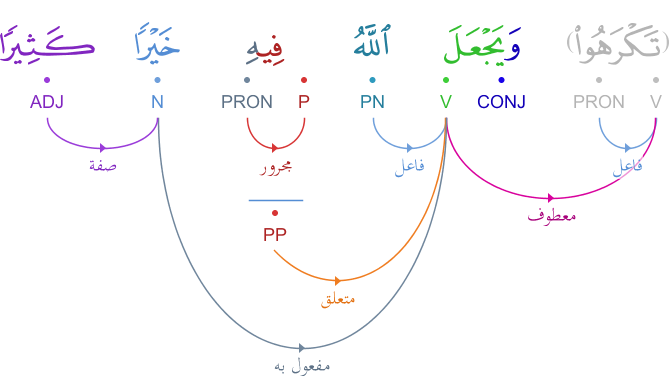 (تَكْرَهُوا۟) وَيَجْعَلَ ٱللَّهُ فِيهِ خَيْرًا كَثِيرًا
V PRON CONJ V PN P PRON N ADJ
فاعل فاعل مجرور صفة
معطوف
PP
متعلق
مفعول به